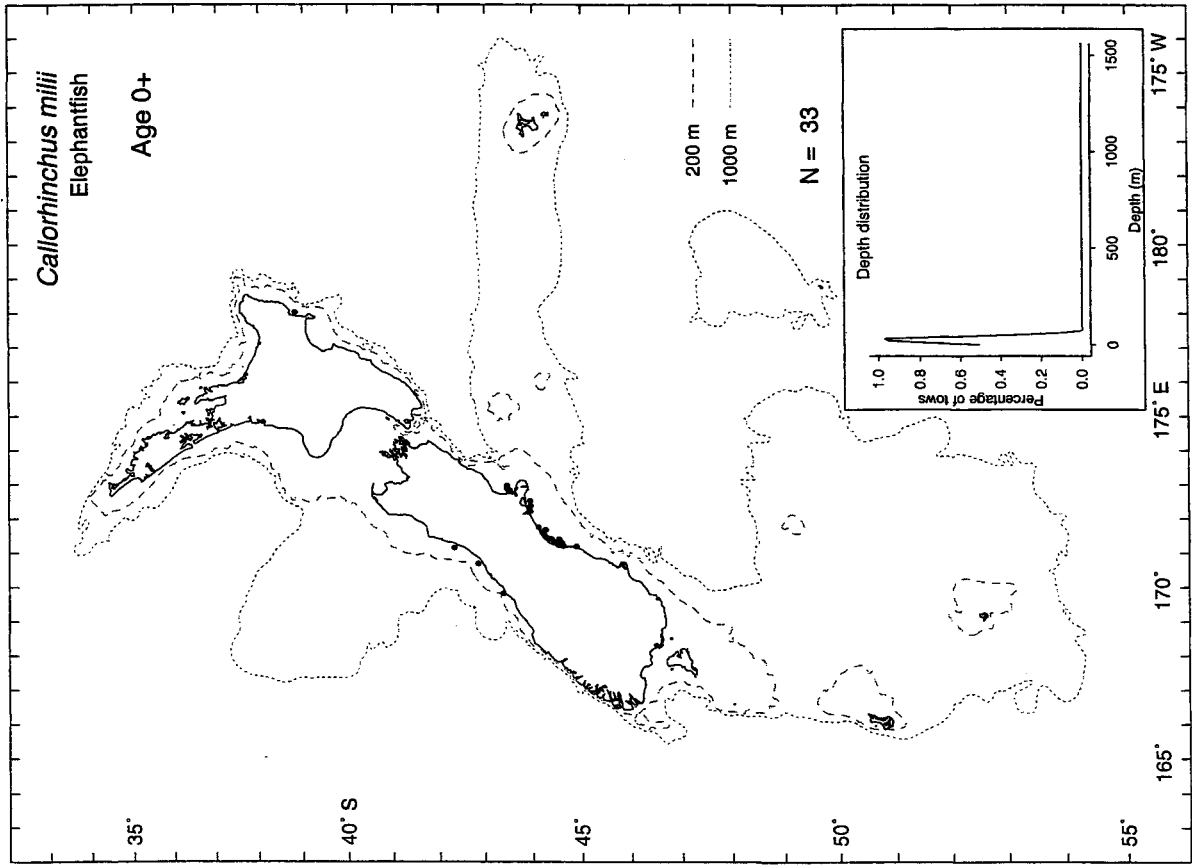 Callorhinchus milii
Elephantfish
Age 0+
200 m
1000 m
N = 33
Depth distribution
Percentage of tows
1.0
0.8
0.6
0.4
0.2
0.0
0
500
1000
1500
Depth (m)
35°
40° S
45°
50°
55°
165°
170°
175° E
180°
175° W